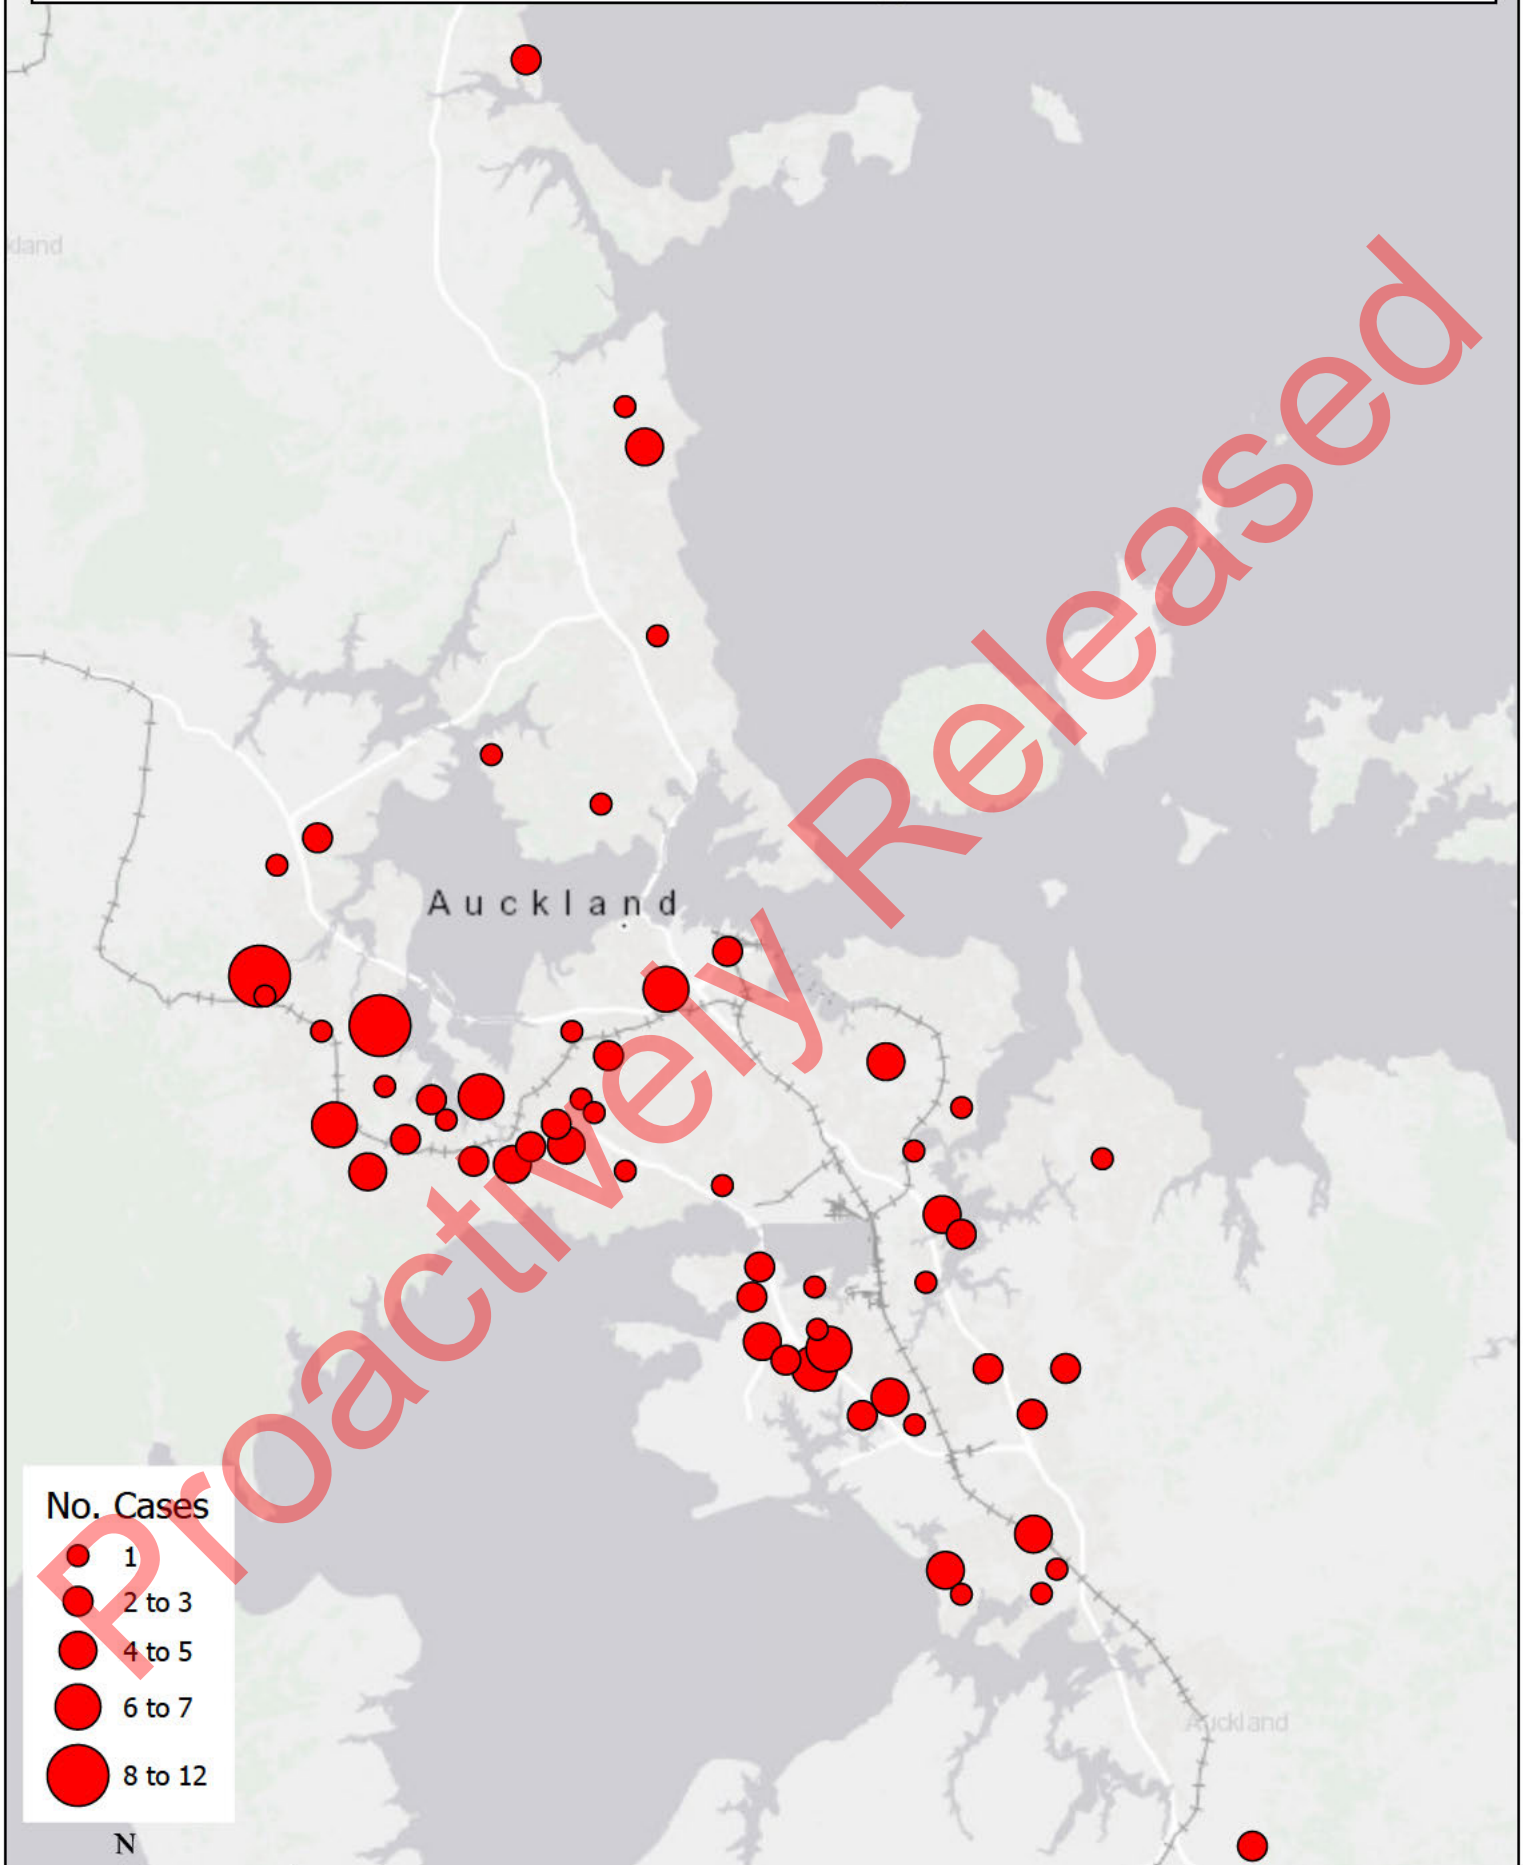 kland
Auckland
Proactively Released
No. Cases
1
2 to 3
4 to 5
6 to 7
8 to 12
Auckland
N